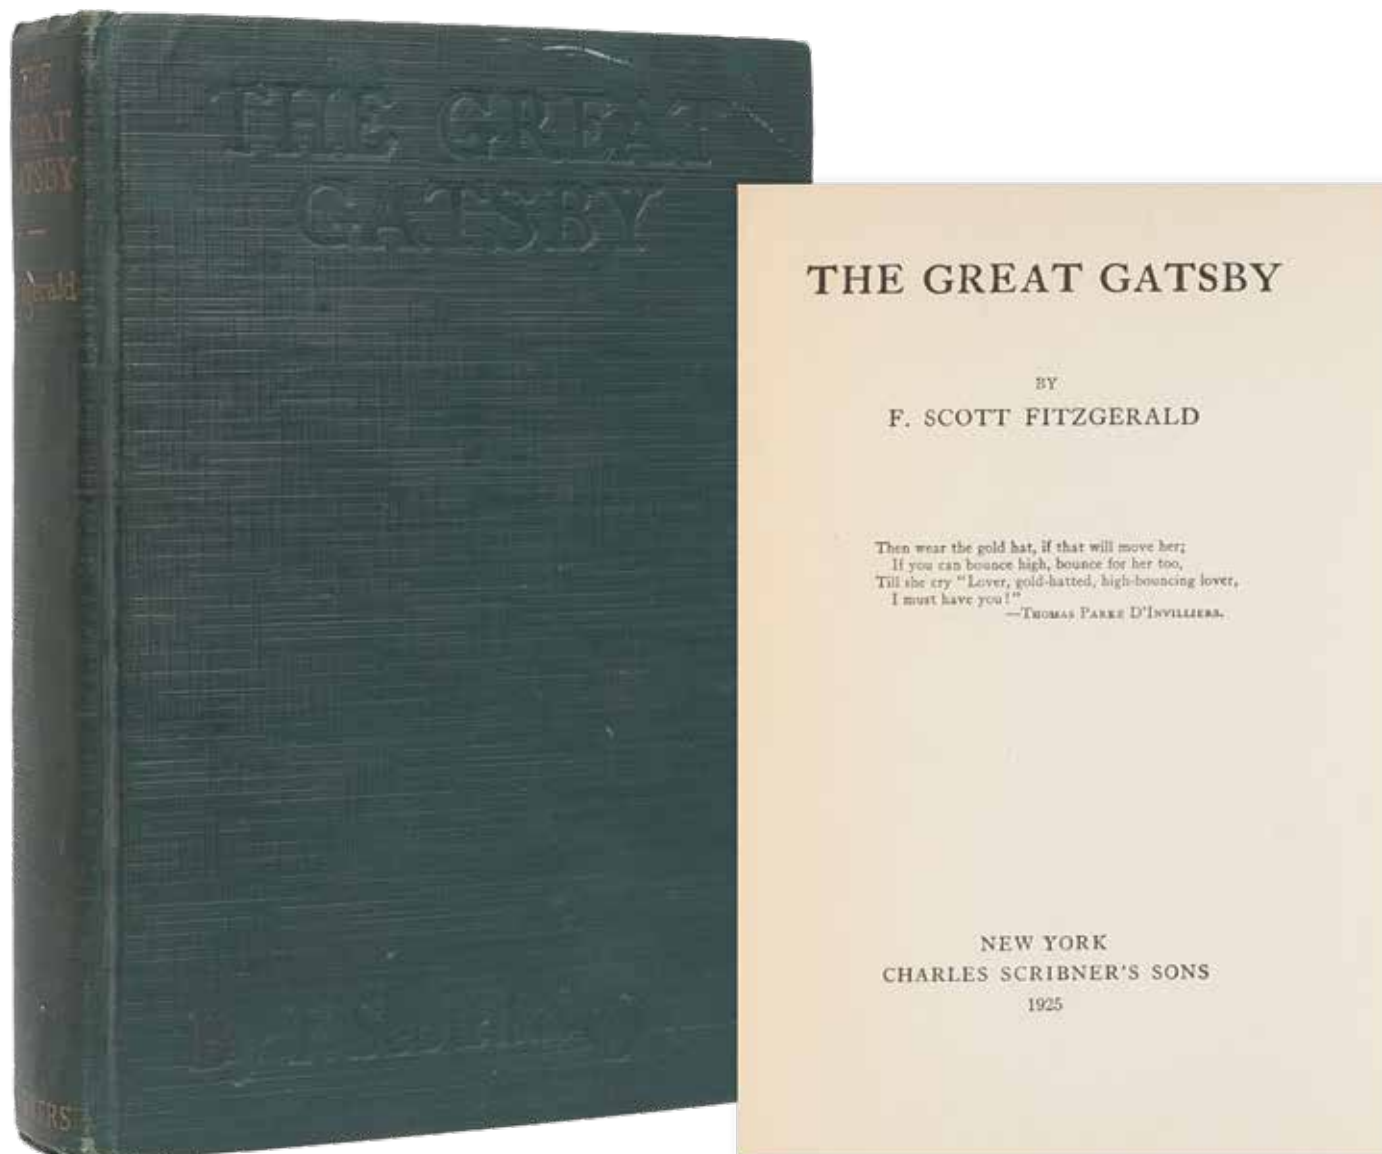 THE
GREAT
GATSBY
THE GREAT
GATSBY
THE GREAT GATSBY
BY
F. SCOTT FITZGERALD
Then wear the gold hat, if that will move her;
If you can bounce high, bounce for her too,
Till she cry "Lover, gold-hatted, high-bouncing lover,
I must have you!"
—THOMAS PARKE D'INVILLIERS.
NEW YORK
CHARLES SCRIBNER'S SONS
1925